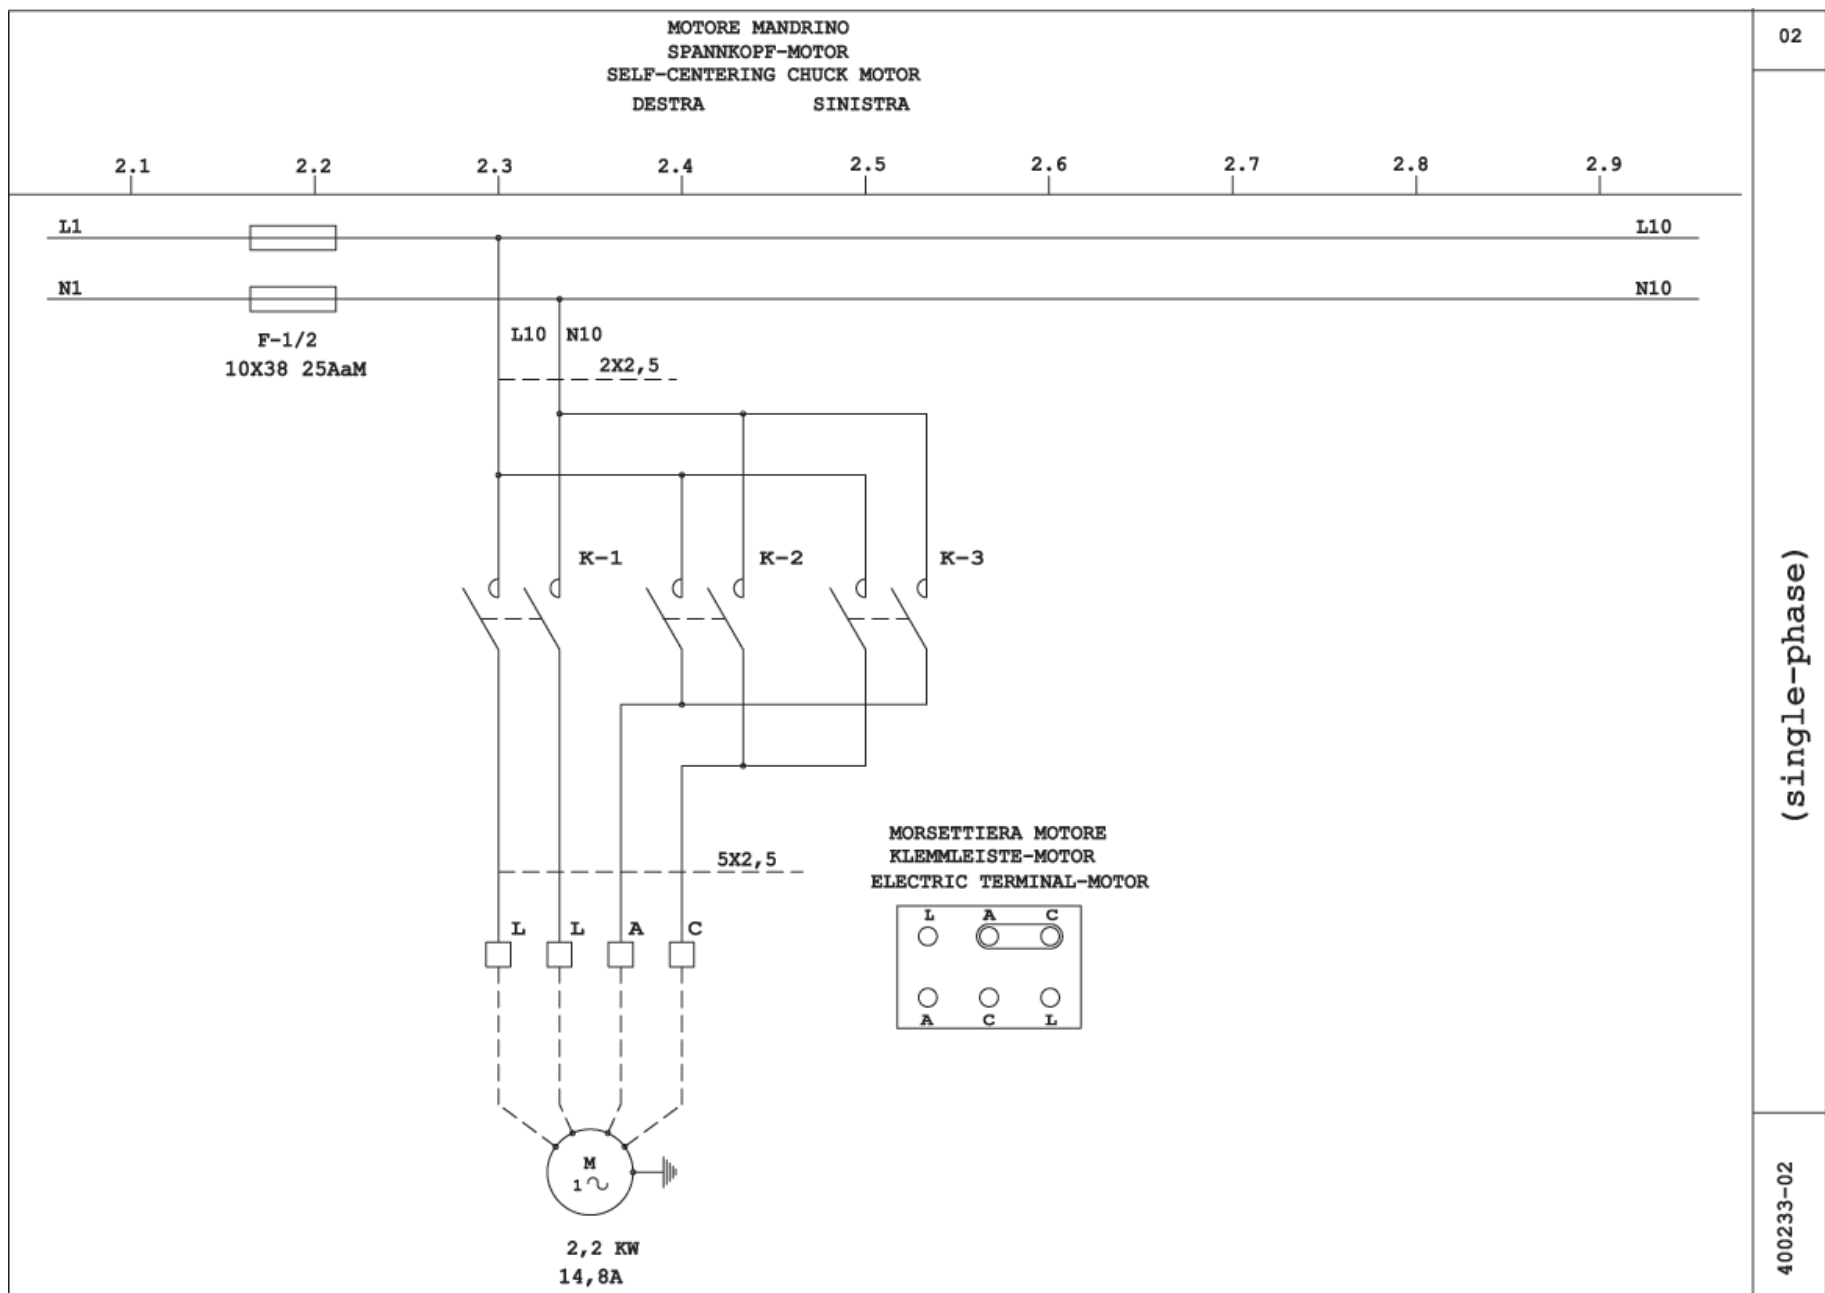 MOTORE MANDRINO
SPANNKOPF-MOTOR
SELF-CENTERING CHUCK MOTOR
DESTRA SINISTRA
02
2.1 2.2 2.3 2.4 2.5 2.6 2.7 2.8 2.9
L1 L10
N1 N10
F-1/2
10X38 25AaM
L10 N10
2X2,5
K-1 K-2 K-3
(single-phase)
5X2,5
L L A C
MORSETTIERA MOTORE
KLEMMLEISTE-MOTOR
ELECTRIC TERMINAL-MOTOR
L A C
A C L
M
1
2,2 KW
14,8A
400233-02